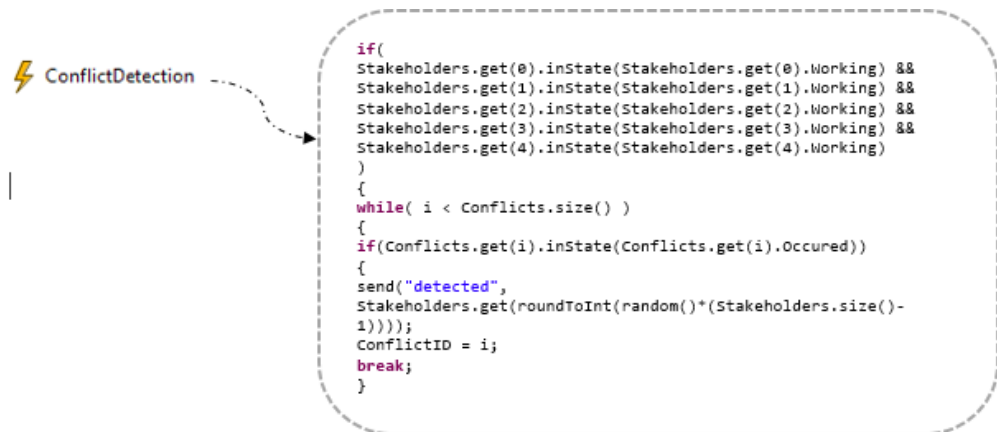 ConflictDetection
if(
Stakeholders.get(0).inState(Stakeholders.get(0).Working) &&
Stakeholders.get(1).inState(Stakeholders.get(1).Working) &&
Stakeholders.get(2).inState(Stakeholders.get(2).Working) &&
Stakeholders.get(3).inState(Stakeholders.get(3).Working) &&
Stakeholders.get(4).inState(Stakeholders.get(4).Working)
)
{
while( i < Conflicts.size() )
{
if(Conflicts.get(i).inState(Conflicts.get(i).Occured))
{
send("detected",
Stakeholders.get(roundToInt(random()*(Stakeholders.size()-
1))));
ConflictID = i;
break;
}